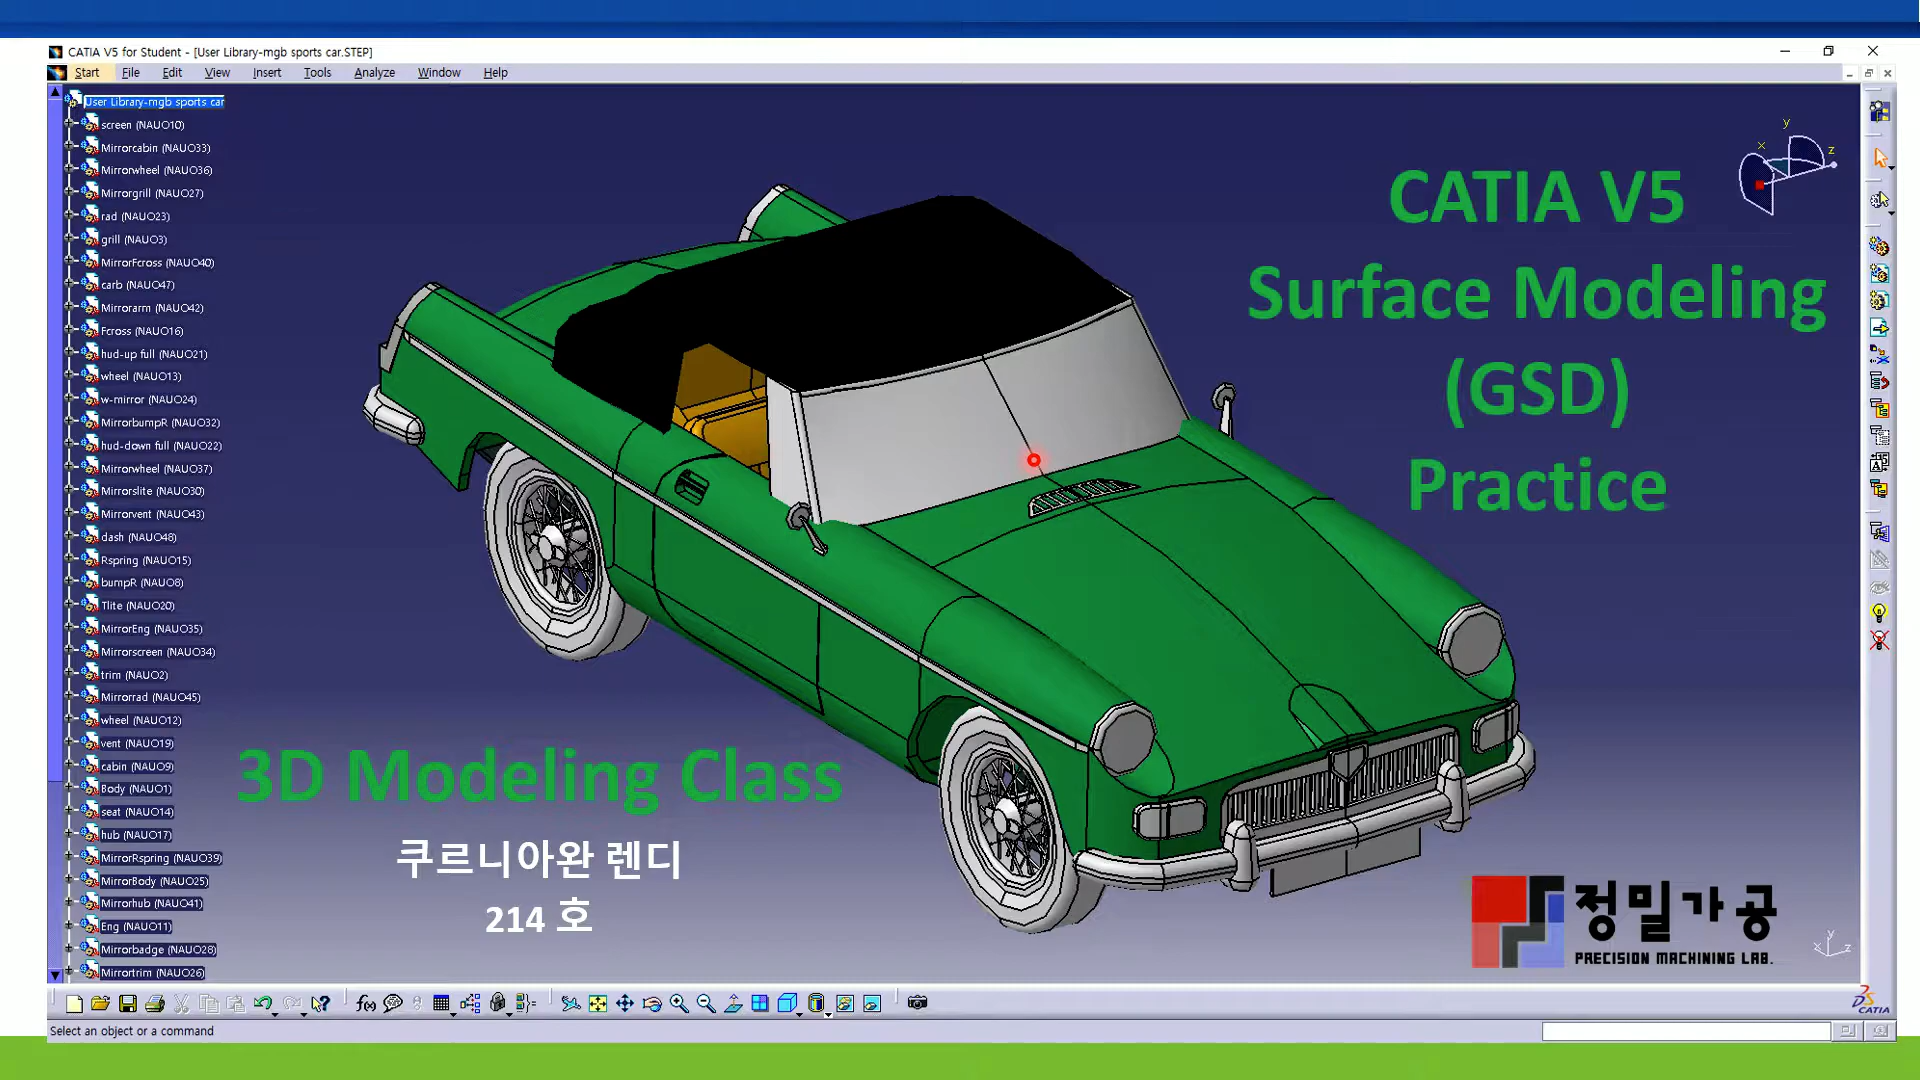 CATIA V5 for Student - [User Library-mgb sports car.STEP]
Start File Edit View Insert Tools Analyze Window Help
User Library-mgb sports car
screen (NAUO10)
Mirrorcabin (NAUO33)
Mirrorwheel (NAUO36)
Mirrorgrill (NAUO27)
rad (NAUO23)
grill (NAUO3)
MirrorFcross (NAUO40)
carb (NAUO47)
Mirrorarm (NAUO42)
Fcross (NAUO16)
hud-up full (NAUO21)
wheel (NAUO13)
w-mirror (NAUO24)
MirrorbumpR (NAUO32)
hud-down full (NAUO22)
Mirrorwheel (NAUO37)
Mirrorslite (NAUO30)
Mirrorvent (NAUO43)
dash (NAUO48)
Rspring (NAUO15)
bumpR (NAUO8)
Tlite (NAUO20)
MirrorEng (NAUO35)
Mirrorscreen (NAUO34)
trim (NAUO2)
Mirrorrad (NAUO45)
wheel (NAUO12)
vent (NAUO19)
cabin (NAUO9)
Body (NAUO1)
seat (NAUO14)
hub (NAUO17)
MirrorRspring (NAUO39)
MirrorBody (NAUO25)
Mirrorhub (NAUO41)
Eng (NAUO11)
Mirrorbadge (NAUO28)
Mirrortrim (NAUO26)
y
x
z
CATIA V5
Surface Modeling
(GSD)
Practice
3D Modeling Class
쿠르니아완 렌디
214 호
정밀가공
PRECISION MACHINING LAB.
y
x z
f(x)
CATIA
Select an object or a command